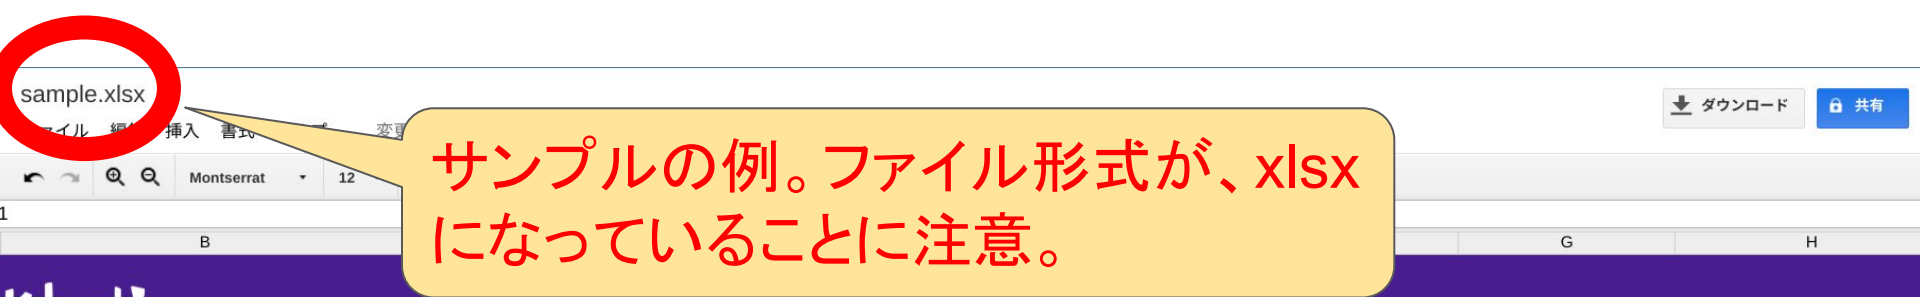 sample.xlsx
ダウンロード
共有
挿入
Montserrat
12
サンプルの例。ファイル形式が、xlsx
になっていることに注意。
1
B
G
H